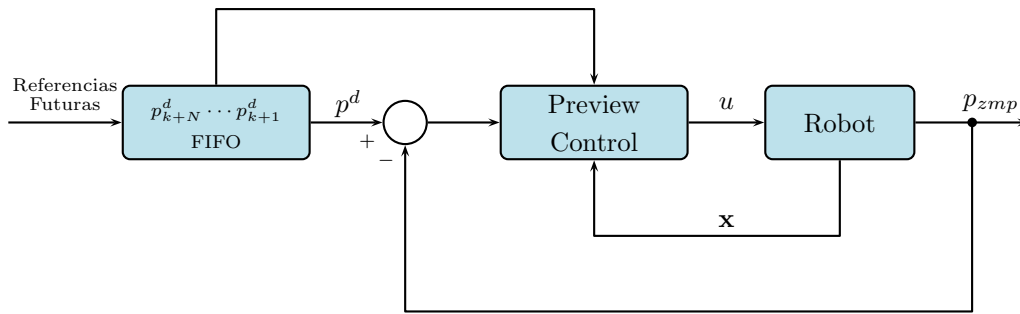 Referencias
Futuras
p^d_{k+N} ⋯ p^d_{k+1}
FIFO
p^d
+
−
Preview
Control
u
Robot
p_{zmp}
x